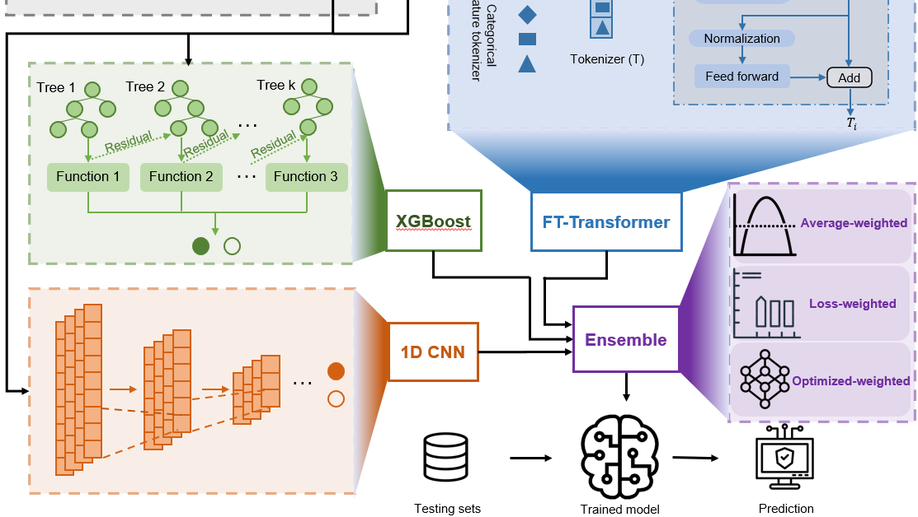 Categorical
ature tokenizer
Tokenizer (T)
Normalization
Feed forward
Add
T_i
Tree 1
Tree 2
Tree k
Residual
Residual
...
Residual
Function 1
Function 2
...
Function 3
XGBoost
FT-Transformer
Average-weighted
Loss-weighted
Optimized-weighted
1D CNN
Ensemble
...
Testing sets
Trained model
Prediction